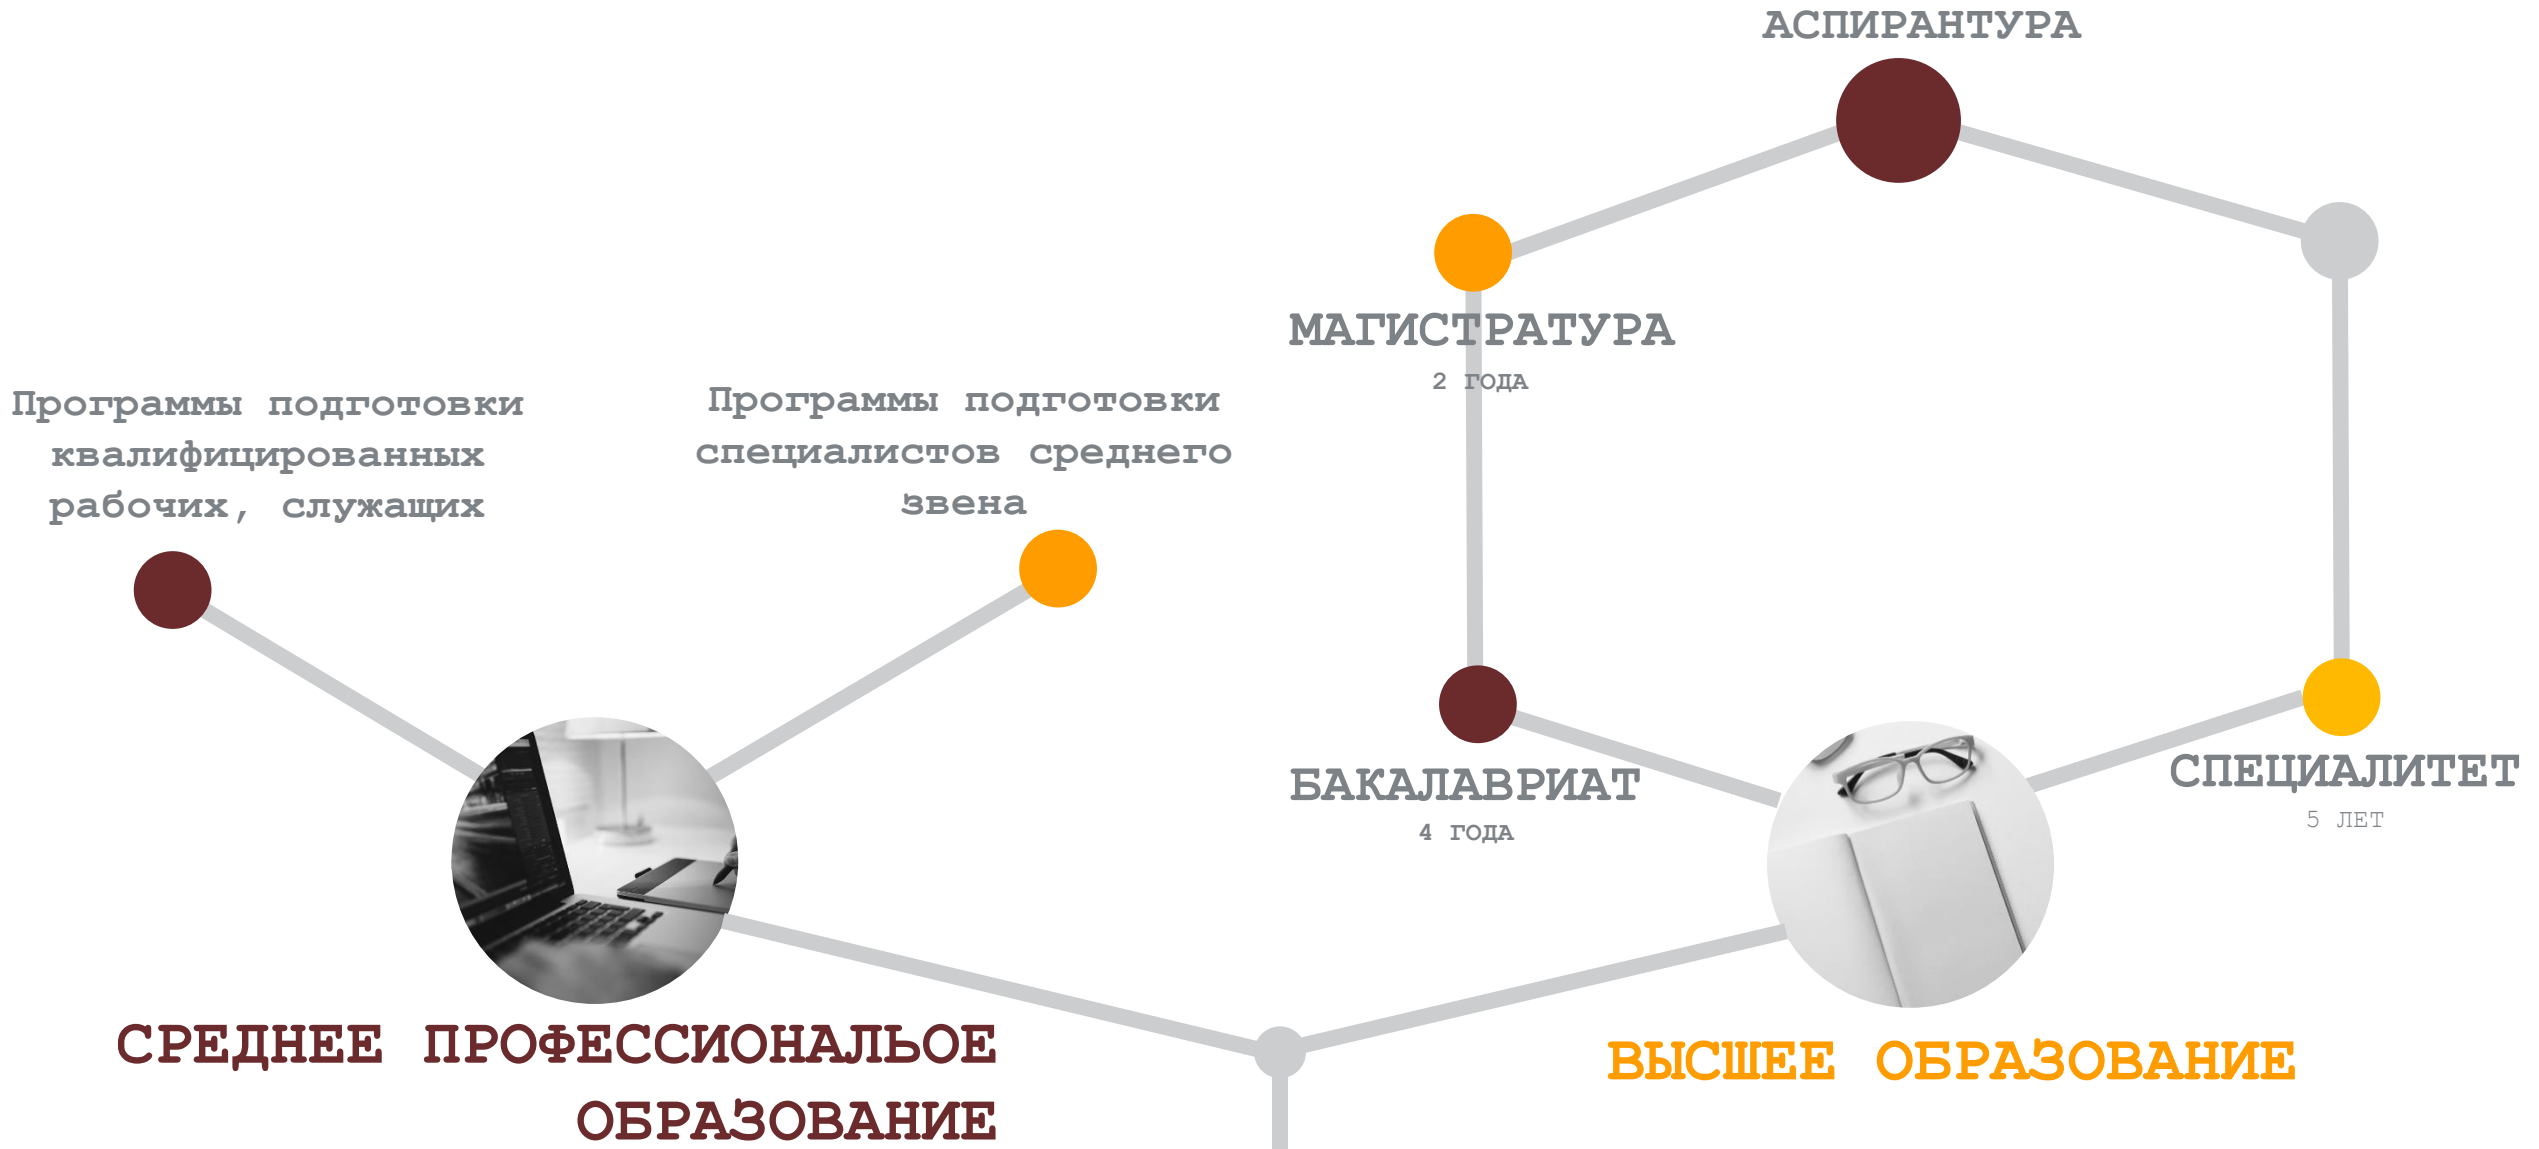 АСПИРАНТУРА
МАГИСТРАТУРА
2 ГОДА
Программы подготовки
квалифицированных
рабочих, служащих
Программы подготовки
специалистов среднего
звена
БАКАЛАВРИАТ
4 ГОДА
СПЕЦИАЛИТЕТ
5 ЛЕТ
СРЕДНЕЕ ПРОФЕССИОНАЛЬОЕ
ОБРАЗОВАНИЕ
ВЫСШЕЕ ОБРАЗОВАНИЕ